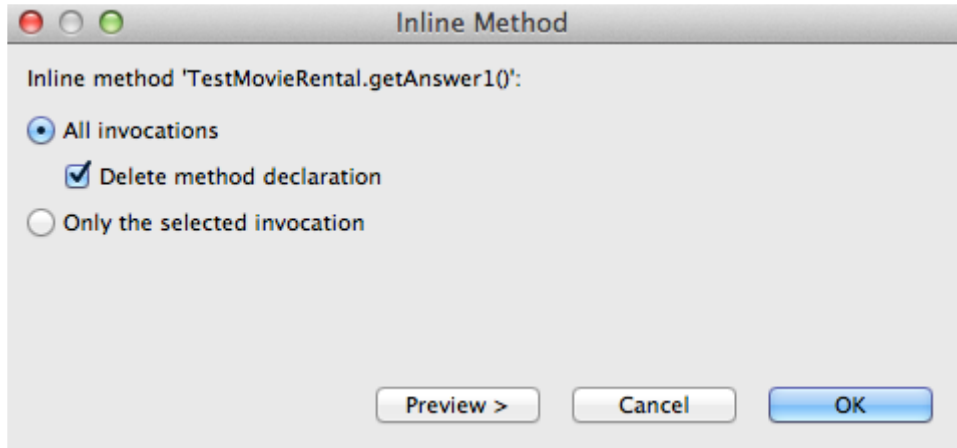 Inline Method
Inline method 'TestMovieRental.getAnswer1()':
All invocations
Delete method declaration
Only the selected invocation
Preview > Cancel OK